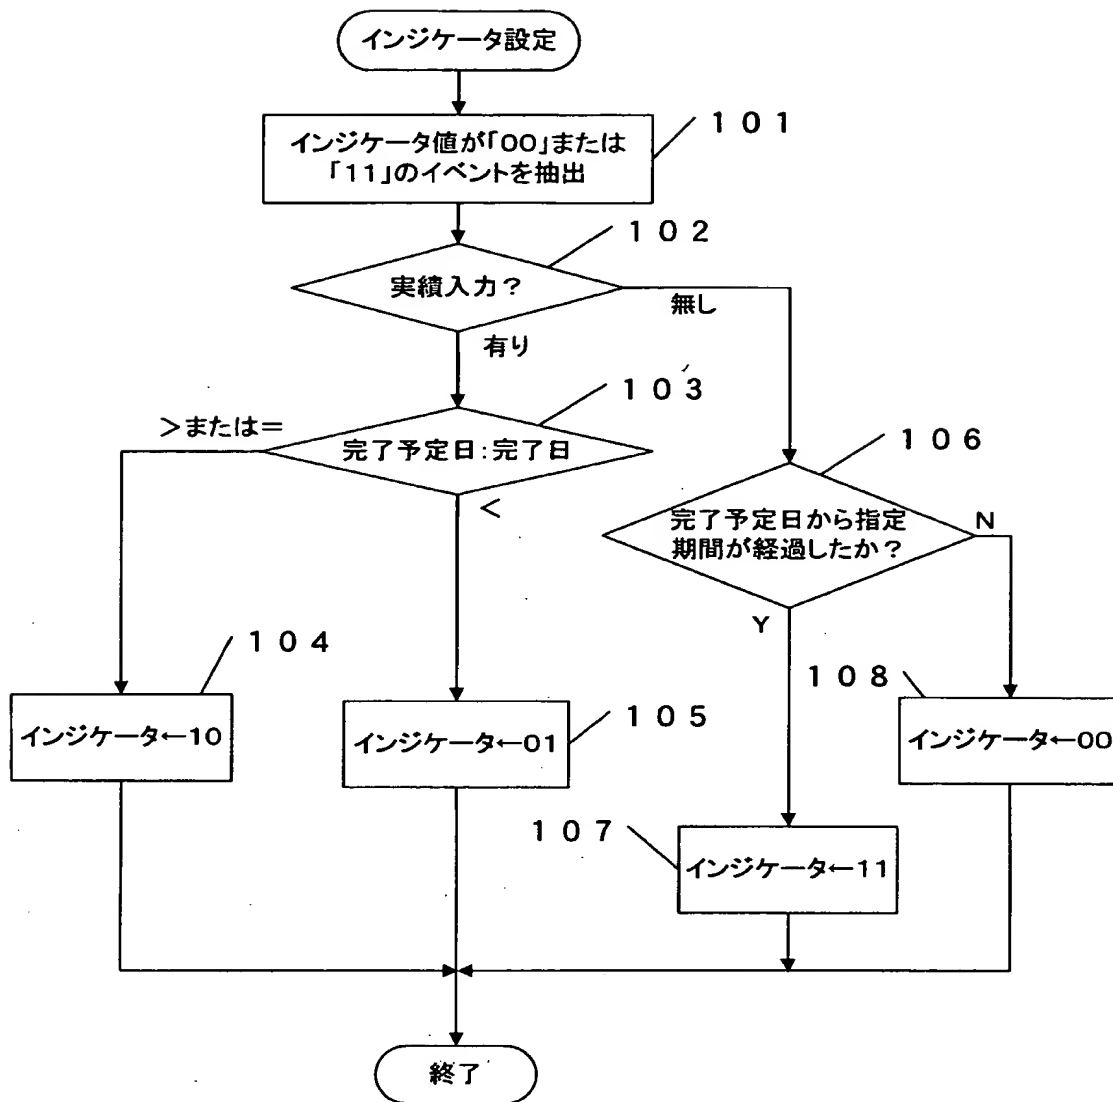 インジケータ設定
インジケータ値が「00」または
「11」のイベントを抽出
101
実績入力?
102
無し
有り
完了予定日:完了日
103
>または=
<
完了予定日から指定
期間が経過したか?
106
N
Y
インジケータ←10
104
インジケータ←01
105
インジケータ←00
108
インジケータ←11
107
終了